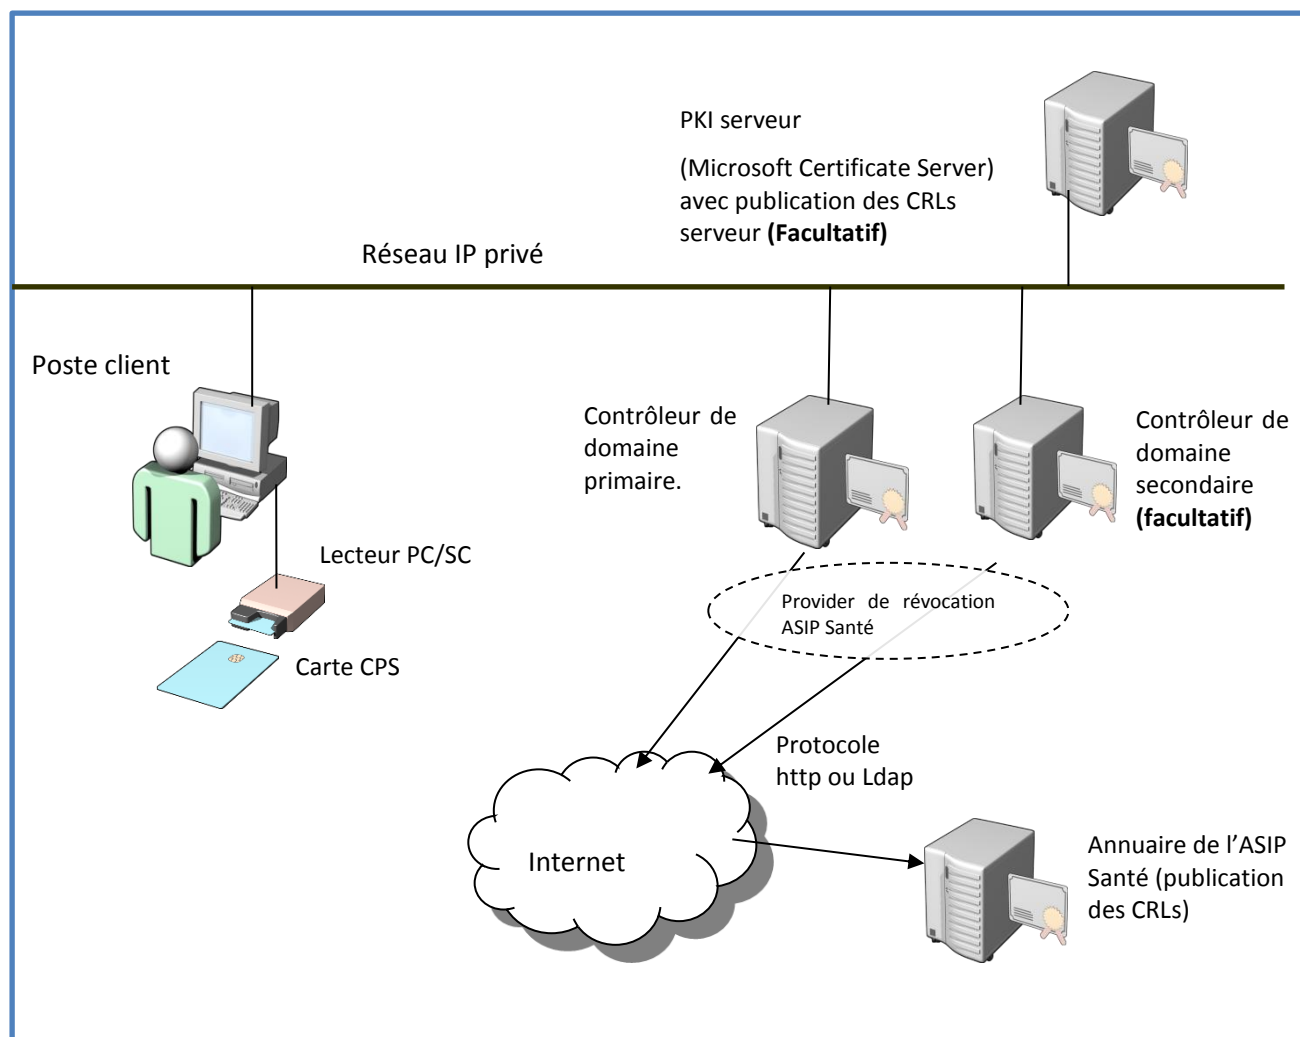 PKI serveur
(Microsoft Certificate Server)
avec publication des CRLs
serveur (Facultatif)
Réseau IP privé
Poste client
Contrôleur de
domaine
primaire.
Contrôleur de
domaine
secondaire
(facultatif)
Lecteur PC/SC
Carte CPS
Provider de révocation
ASIP Santé
Protocole
http ou Ldap
Internet
Annuaire de l’ASIP
Santé (publication
des CRLs)